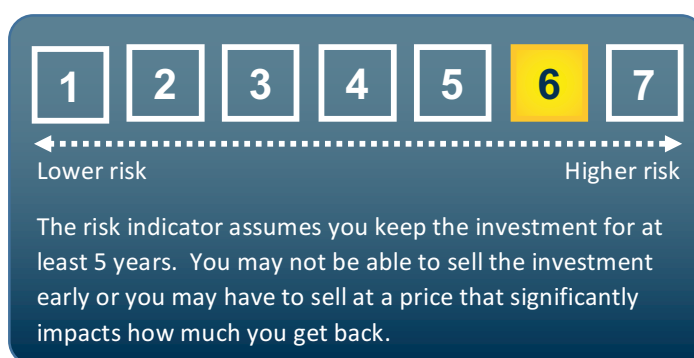 1 2 3 4 5 6 7
Lower risk Higher risk
The risk indicator assumes you keep the investment for at
least 5 years.  You may not be able to sell the investment
early or you may have to sell at a price that significantly
impacts how much you get back.